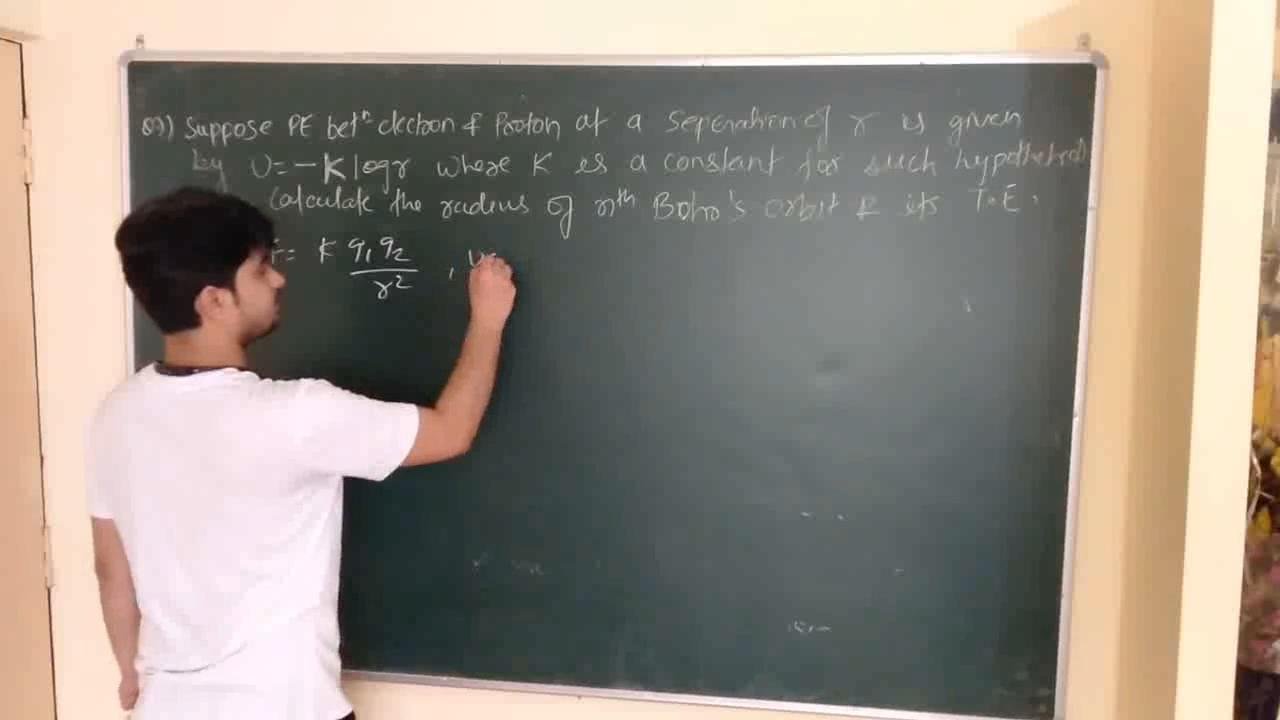 Suppose PE betn electron & Proton at a seperation of r is given
by U=-K log r where K is a constant for such hypothetical
Calculate the radius of nth Bohr's orbit & its T.E.
= K q1q2/r2 ,